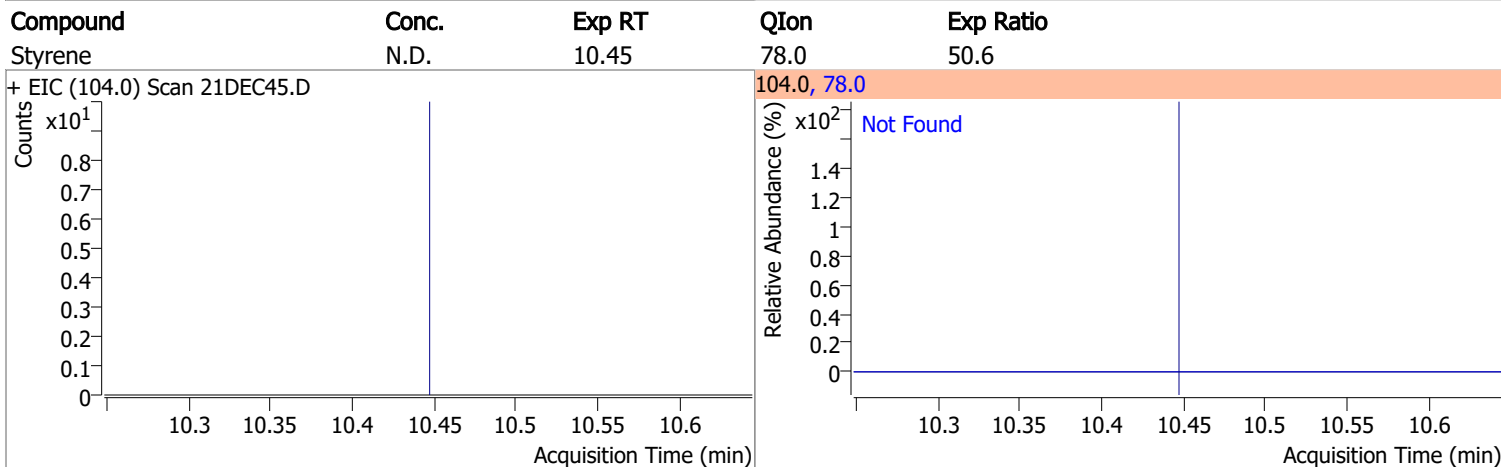 Compound Conc. Exp RT QIon Exp Ratio
Styrene N.D. 10.45 78.0 50.6
+ EIC (104.0) Scan 21DEC45.D
Counts
x10¹
0.8
0.7
0.6
0.5
0.4
0.3
0.2
0.1
0
10.3 10.35 10.4 10.45 10.5 10.55 10.6
Acquisition Time (min)
104.0, 78.0
Relative Abundance (%)
x10²
Not Found
1.4
1.2
1
0.8
0.6
0.4
0.2
0
10.3 10.35 10.4 10.45 10.5 10.55 10.6
Acquisition Time (min)